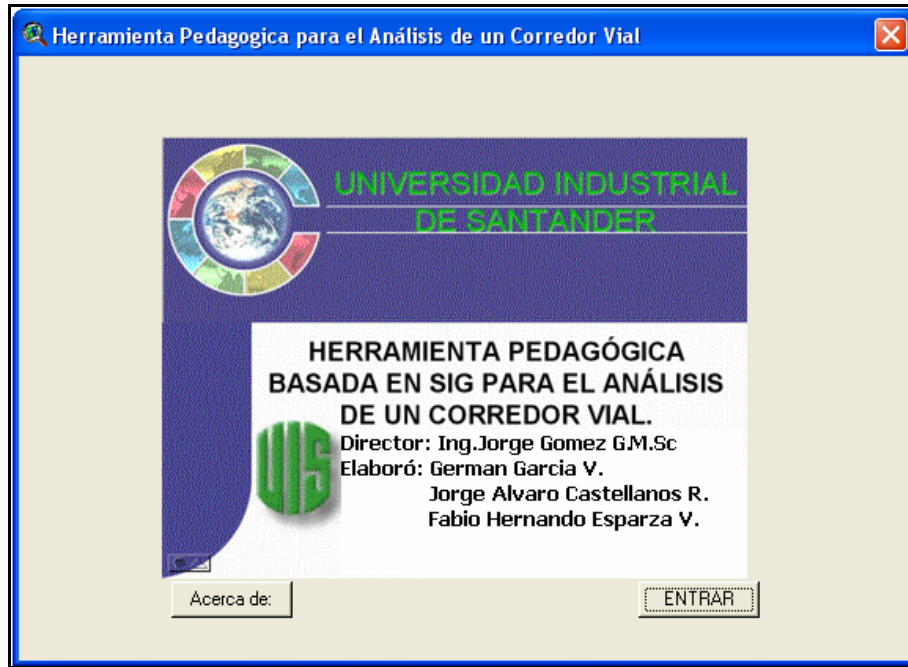 Herramienta Pedagogica para el Análisis de un Corredor Vial
UNIVERSIDAD INDUSTRIAL
DE SANTANDER
HERRAMIENTA PEDAGÓGICA
BASADA EN SIG PARA EL ANÁLISIS
DE UN CORREDOR VIAL.
UIS
Director: Ing.Jorge Gomez G.M.Sc
Elaboró: German Garcia V.
Jorge Alvaro Castellanos R.
Fabio Hernando Esparza V.
Acerca de:
ENTRAR